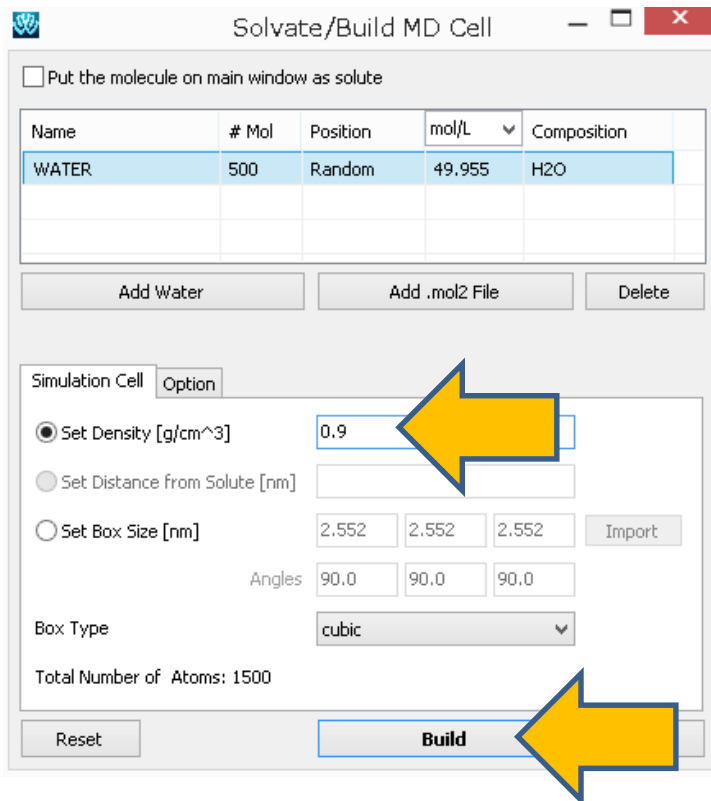 Solvate/Build MD Cell
Put the molecule on main window as solute
Name # Mol Position mol/L Composition
WATER 500 Random 49.955 H2O
Add Water Add .mol2 File Delete
Simulation Cell Option
Set Density [g/cm^3] 0.9
Set Distance from Solute [nm]
Set Box Size [nm] 2.552 2.552 2.552 Import
Angles 90.0 90.0 90.0
Box Type cubic
Total Number of Atoms: 1500
Reset Build